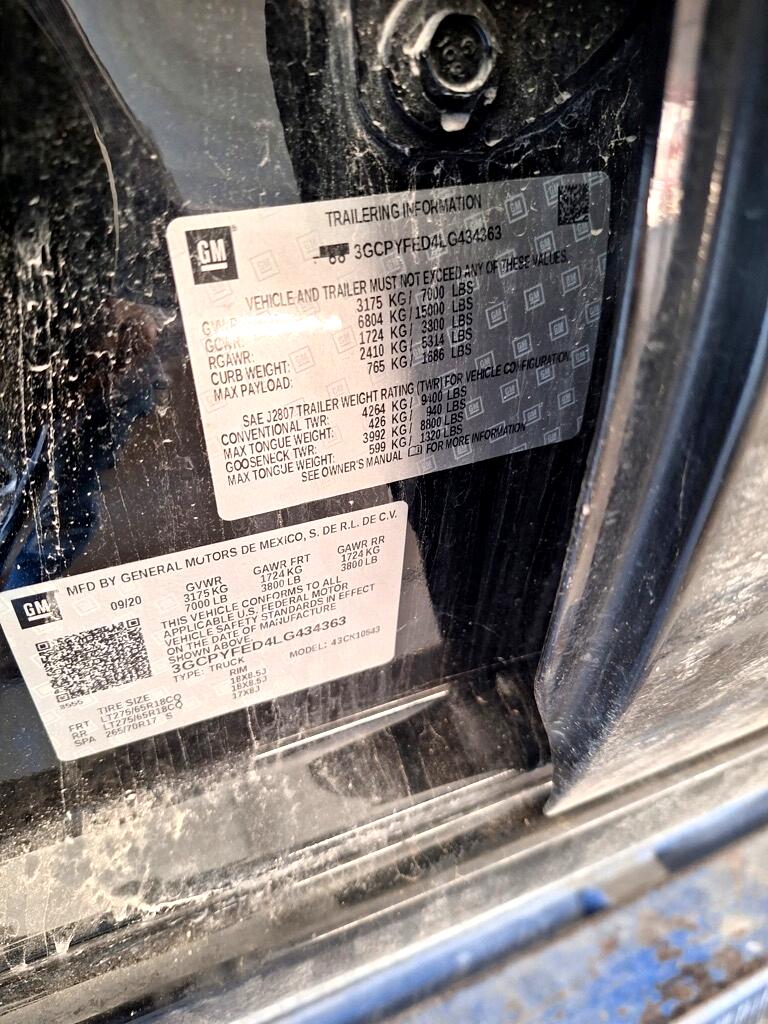 GM
TRAILERING INFORMATION
3GCPYFED4LG434363
VEHICLE AND TRAILER MUST NOT EXCEED ANY OF THESE VALUES.
3175 KG / 7000 LBS
GCWR: 6804 KG / 15000 LBS
RGAWR: 1724 KG / 3800 LBS
CURB WEIGHT: 2410 KG / 5314 LBS
MAX PAYLOAD: 765 KG / 1686 LBS
SAE J2807 TRAILER WEIGHT RATING (TWR) FOR VEHICLE CONFIGURATION
CONVENTIONAL TWR: 4264 KG / 9400 LBS
MAX TONGUE WEIGHT: 426 KG / 940 LBS
GOOSENECK TWR: 3992 KG / 8800 LBS
MAX TONGUE WEIGHT: 599 KG / 1320 LBS
SEE OWNER'S MANUAL FOR MORE INFORMATION
GM
MFD BY GENERAL MOTORS DE MEXICO, S. DE R.L. DE C.V.
09/20 GVWR GAWR FRT GAWR RR
3175 KG 1724 KG 1724 KG
7000 LB 3800 LB 3800 LB
THIS VEHICLE CONFORMS TO ALL
APPLICABLE U.S. FEDERAL MOTOR
VEHICLE SAFETY STANDARDS IN EFFECT
ON THE DATE OF MANUFACTURE
SHOWN ABOVE.
3GCPYFED4LG434363
TYPE: TRUCK MODEL: 43CK10543
8555
TIRE SIZE RIM
FRT LT275/65R18CQ 18X8.5J
RR LT275/65R18CQ 18X8.5J
SPA 265/70R17 S 17X8J